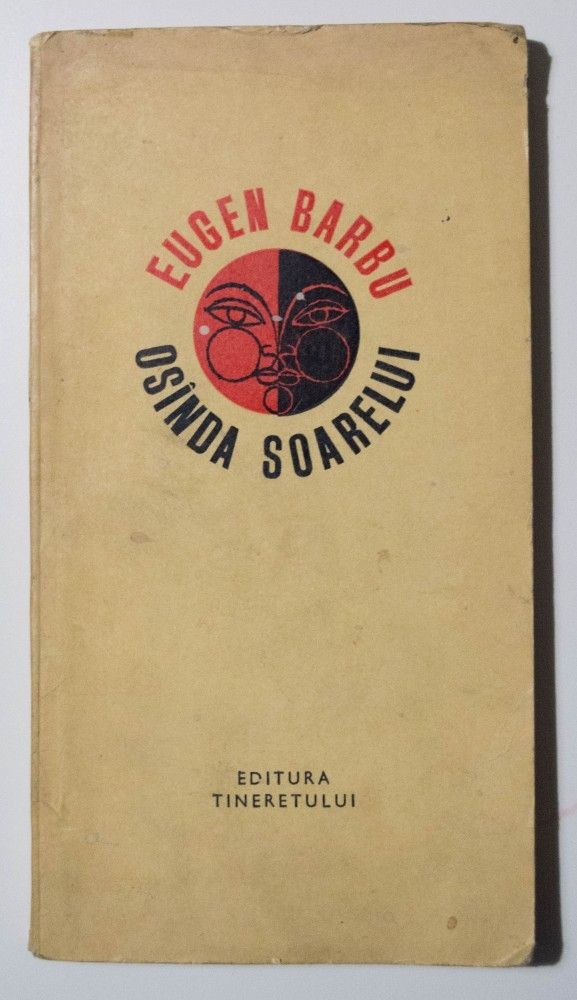 EUGEN BARBU
OSÎNDA SOARELUI
EDITURA
TINERETULUI